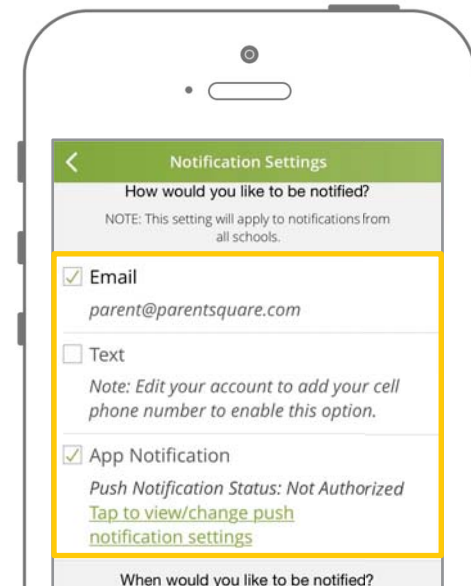 Notification Settings
How would you like to be notified?
NOTE: This setting will apply to notifications from
all schools.
Email
parent@parentsquare.com
Text
Note: Edit your account to add your cell
phone number to enable this option.
App Notification
Push Notification Status: Not Authorized
Tap to view/change push
notification settings
When would you like to be notified?